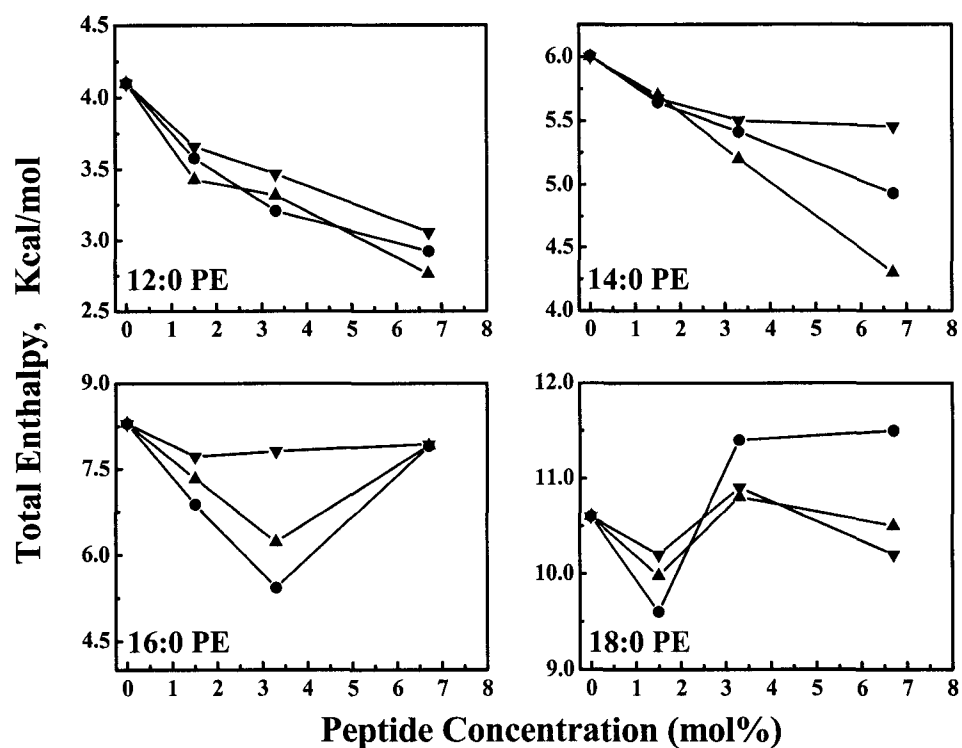 Total Enthalpy, Kcal/mol
4.5
4.0
3.5
3.0
2.5
12:0 PE
0 1 2 3 4 5 6 7 8
6.0
5.5
5.0
4.5
4.0
14:0 PE
0 1 2 3 4 5 6 7 8
9.0
7.5
6.0
4.5
16:0 PE
0 1 2 3 4 5 6 7 8
12.0
11.0
10.0
9.0
18:0 PE
0 1 2 3 4 5 6 7 8
Peptide Concentration (mol%)